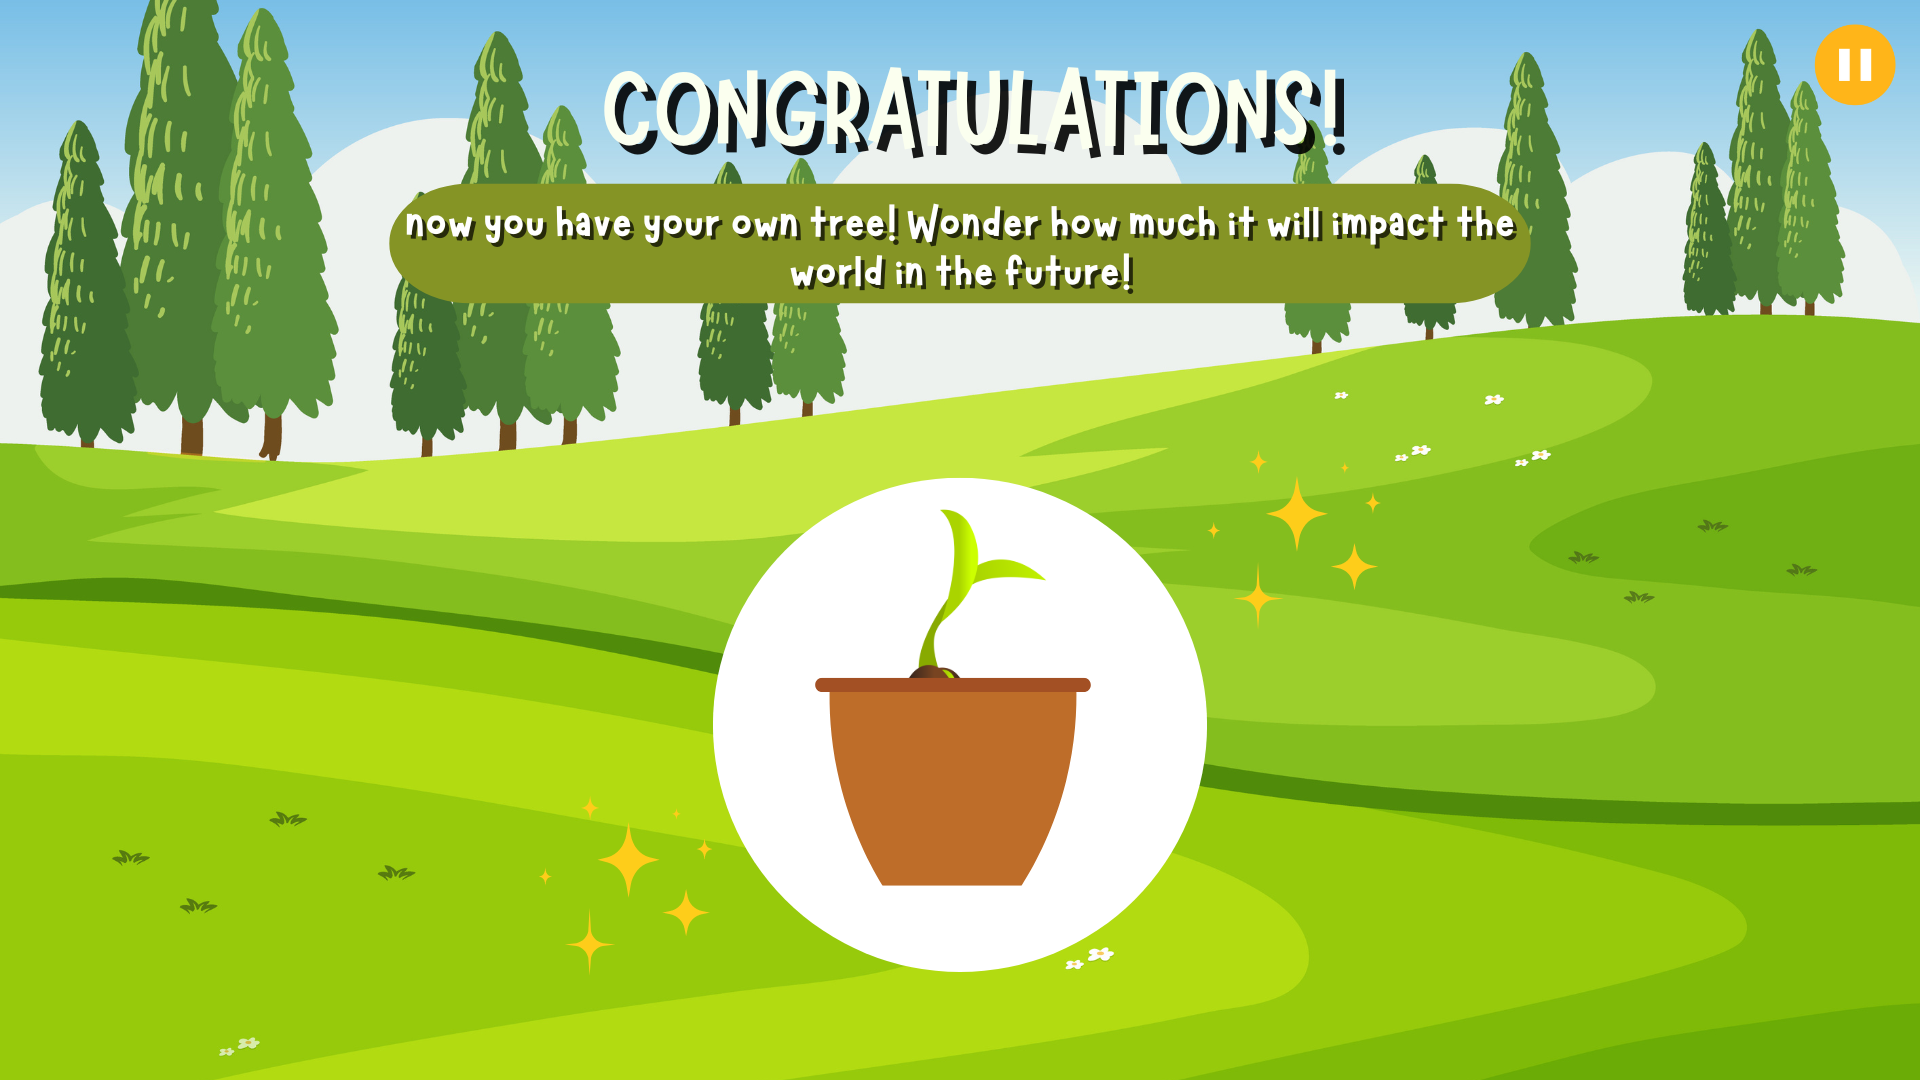 CONGRATULATIONS!
now you have your own tree! Wonder how much it will impact the
world in the future!